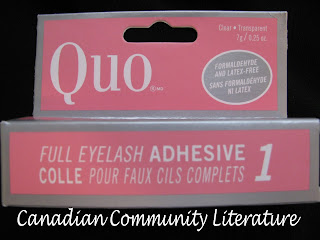 Clear • Transparent
7g / 0.25 oz.
Quo
® MD
FORMALDEHYDE
AND LATEX-FREE
SANS FORMALDÉHYDE
NI LATEX
FULL EYELASH ADHESIVE
COLLE POUR FAUX CILS COMPLETS
1
Canadian Community Literature